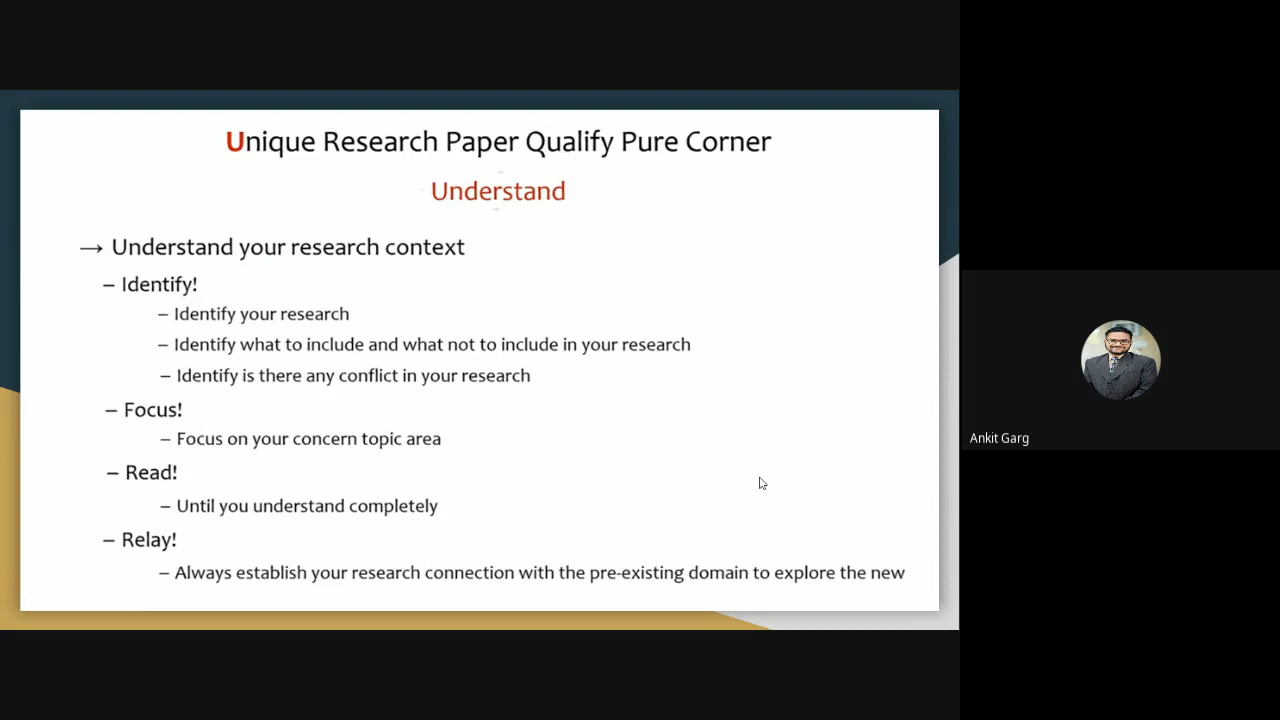 Unique Research Paper Qualify Pure Corner
Understand
→ Understand your research context
– Identify!
– Identify your research
– Identify what to include and what not to include in your research
– Identify is there any conflict in your research
– Focus!
– Focus on your concern topic area
– Read!
– Until you understand completely
– Relay!
– Always establish your research connection with the pre-existing domain to explore the new
Ankit Garg